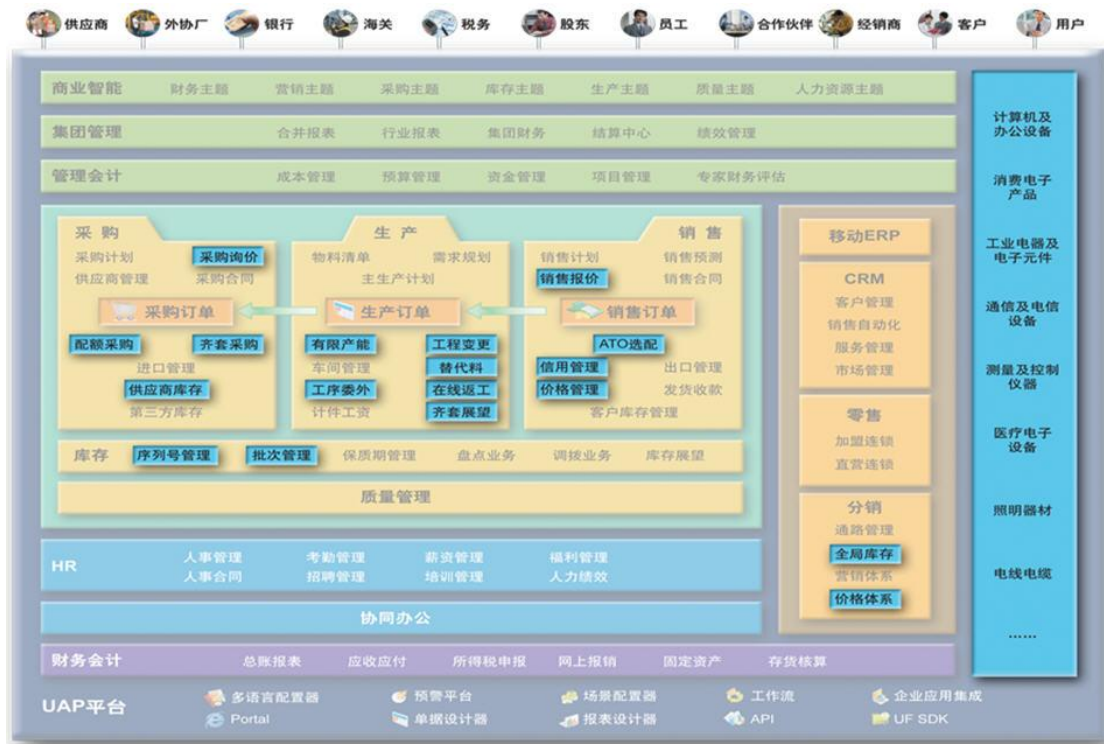 供应商 外协厂 银行 海关 税务 股东 员工 合作伙伴 经销商 客户 用户
商业智能 财务主题 营销主题 采购主题 库存主题 生产主题 质量主题 人力资源主题
集团管理 合并报表 行业报表 集团财务 结算中心 绩效管理
管理会计 成本管理 预算管理 资金管理 项目管理 专家财务评估
采购
采购计划 采购询价
供应商管理 采购合同
采购订单
配额采购 齐套采购
进口管理
供应商库存
第三方库存
生产
物料清单 需求规划
主生产计划
生产订单
有限产能 工程变更
车间管理 替代料
工序委外 在线返工
计件工资 齐套展望
销售
销售计划 销售预测
销售报价 销售合同
销售订单
ATO选配
信用管理 出口管理
价格管理 发货收款
客户库存管理
库存 序列号管理 批次管理 保质期管理 盘点业务 调拨业务 库存展望
质量管理
移动ERP
CRM
客户管理
销售自动化
服务管理
市场管理
零售
加盟连锁
直营连锁
分销
通路管理
全局库存
营销体系
价格体系
HR
人事管理 考勤管理 薪资管理 福利管理
人事合同 招聘管理 培训管理 人力绩效
协同办公
财务会计 总账报表 应收应付 所得税申报 网上报销 固定资产 存货核算
UAP平台
多语言配置器 预警平台 场景配置器 工作流 企业应用集成
Portal 单据设计器 报表设计器 API UF SDK
计算机及
办公设备
消费电子
产品
工业电器及
电子元件
通信及电信
设备
测量及控制
仪器
医疗电子
设备
照明器材
电线电缆
……